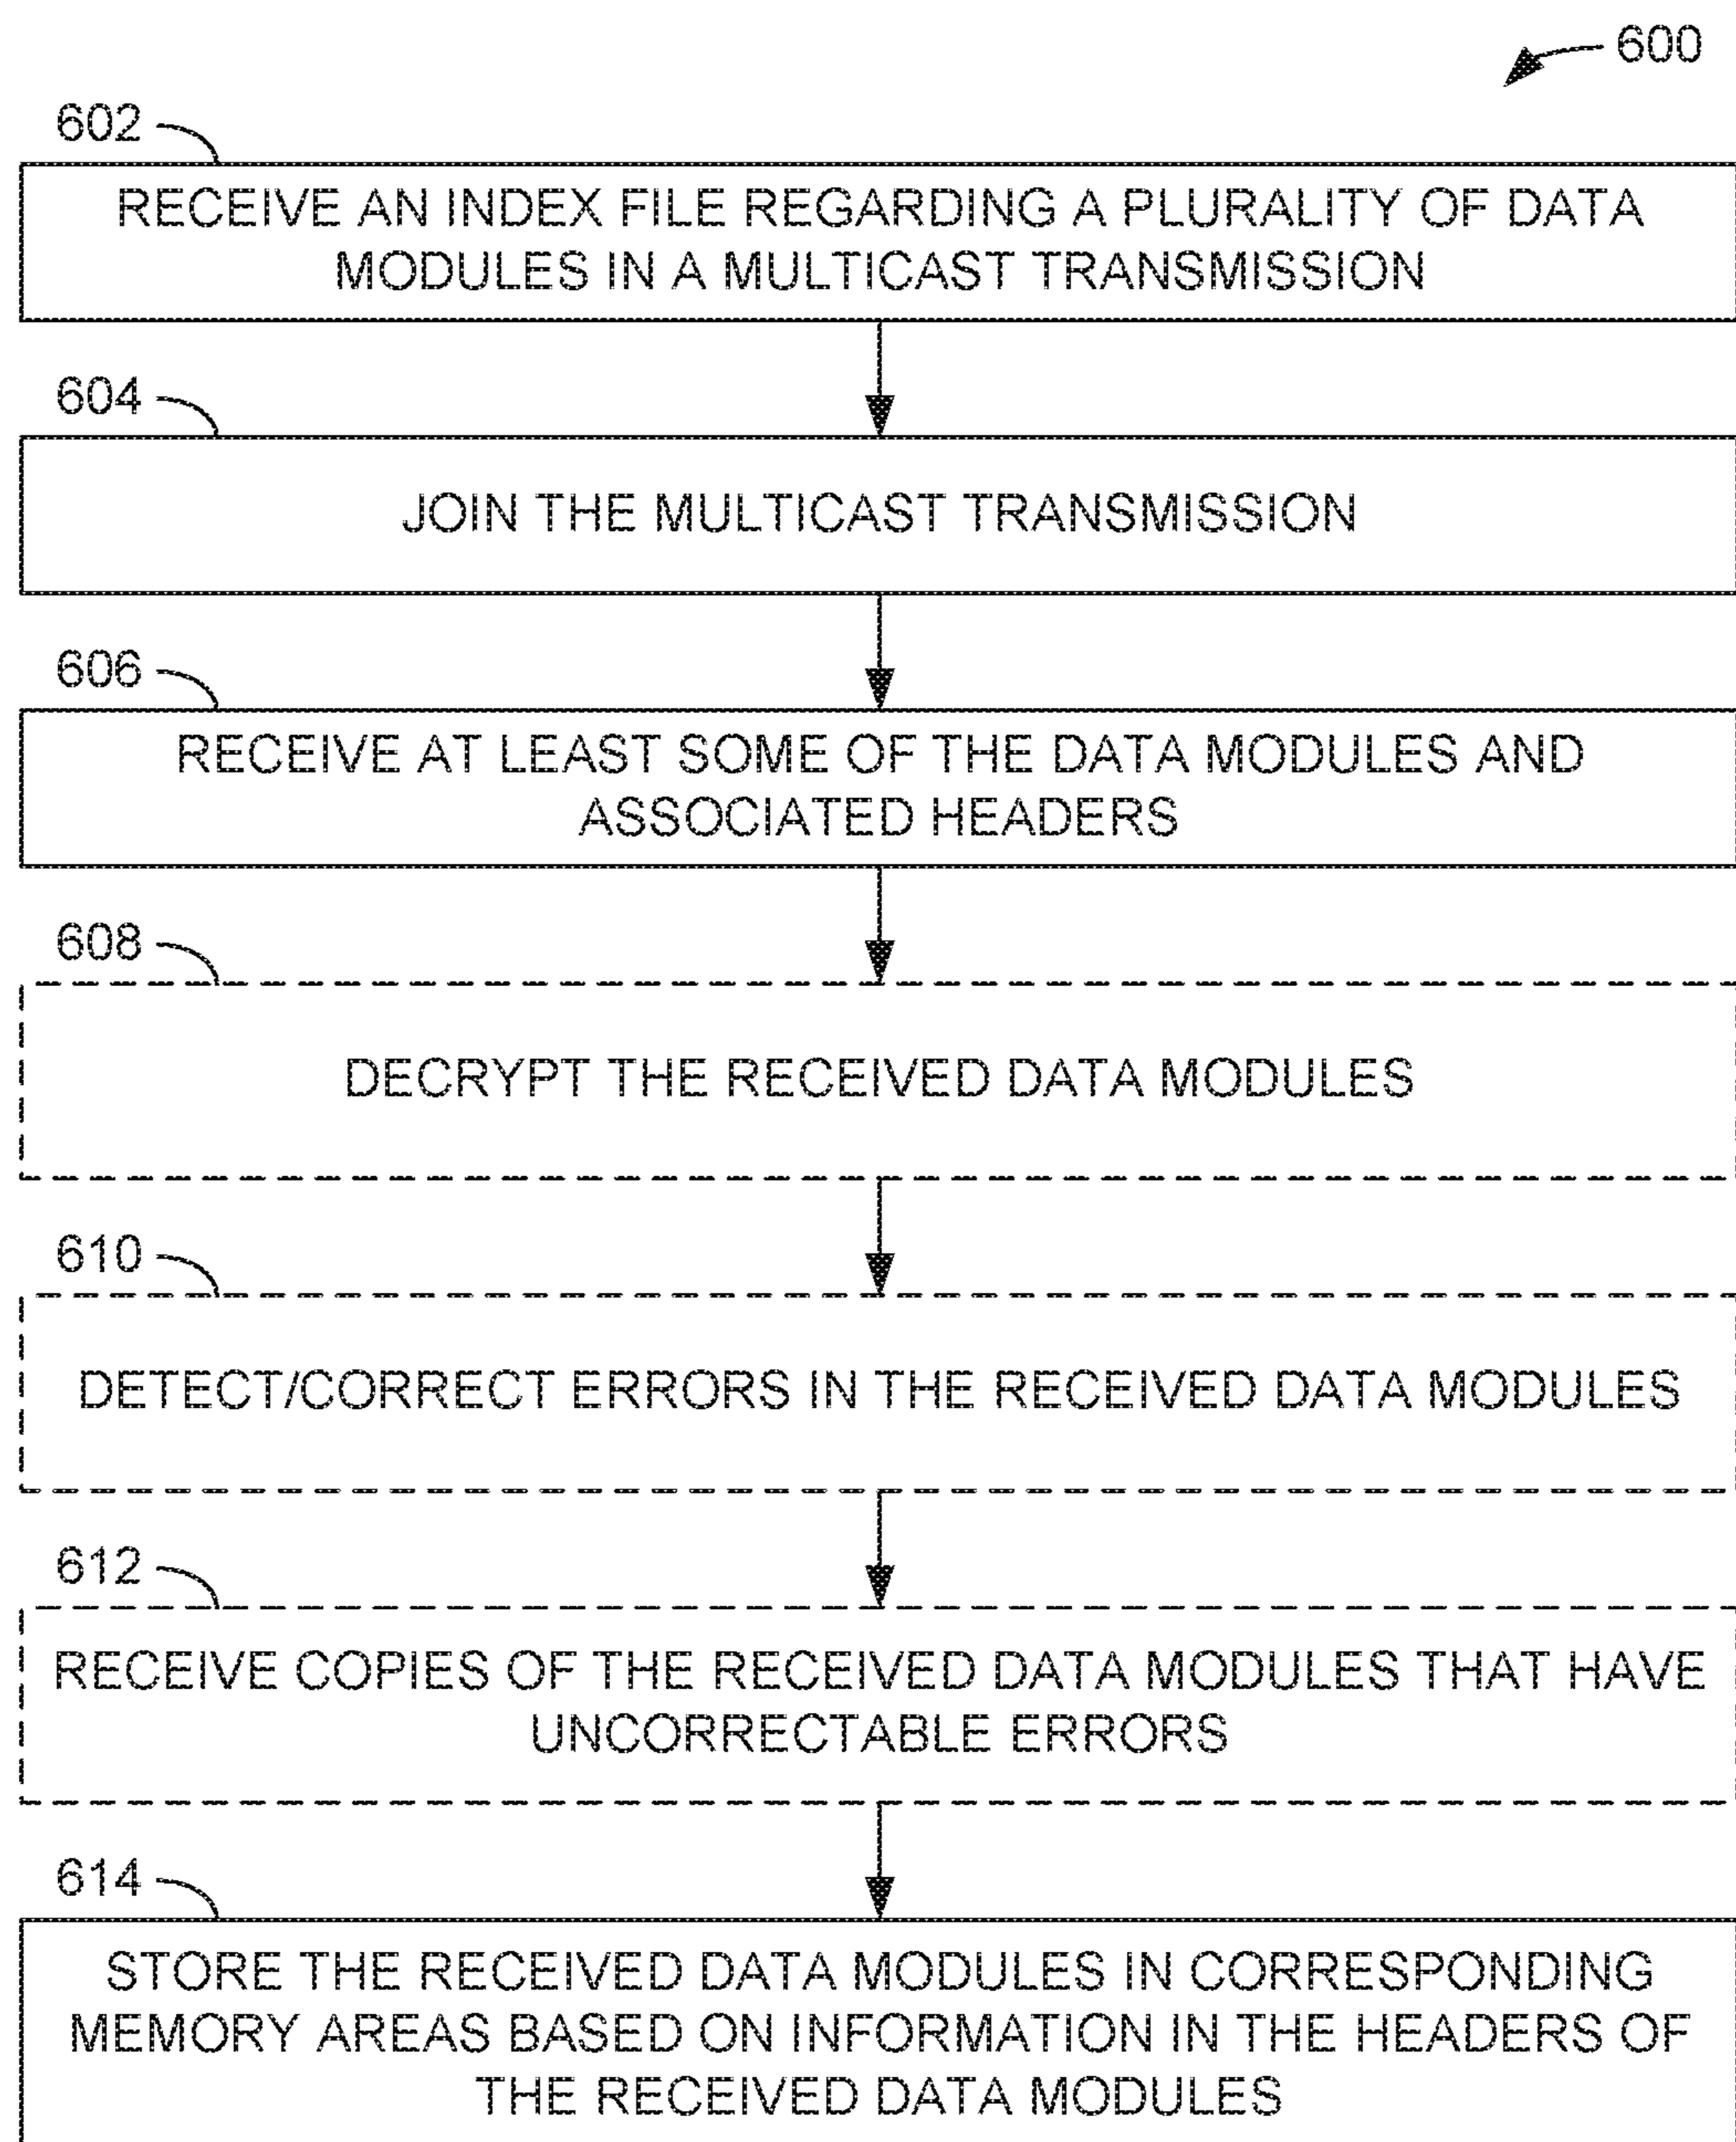 600
602
RECEIVE AN INDEX FILE REGARDING A PLURALITY OF DATA
MODULES IN A MULTICAST TRANSMISSION
604
JOIN THE MULTICAST TRANSMISSION
606
RECEIVE AT LEAST SOME OF THE DATA MODULES AND
ASSOCIATED HEADERS
608
DECRYPT THE RECEIVED DATA MODULES
610
DETECT/CORRECT ERRORS IN THE RECEIVED DATA MODULES
612
RECEIVE COPIES OF THE RECEIVED DATA MODULES THAT HAVE
UNCORRECTABLE ERRORS
614
STORE THE RECEIVED DATA MODULES IN CORRESPONDING
MEMORY AREAS BASED ON INFORMATION IN THE HEADERS OF
THE RECEIVED DATA MODULES